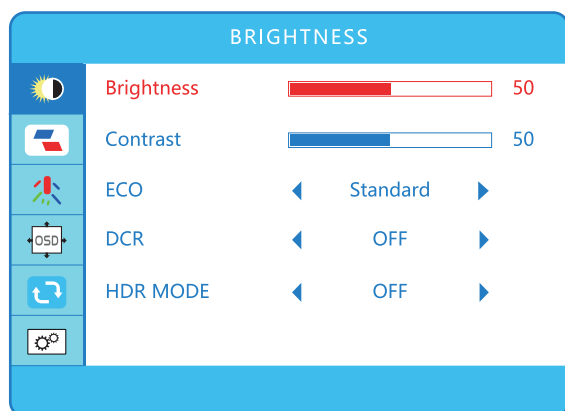 BRIGHTNESS
Brightness 50
Contrast 50
ECO Standard
DCR OFF
OSD
HDR MODE OFF